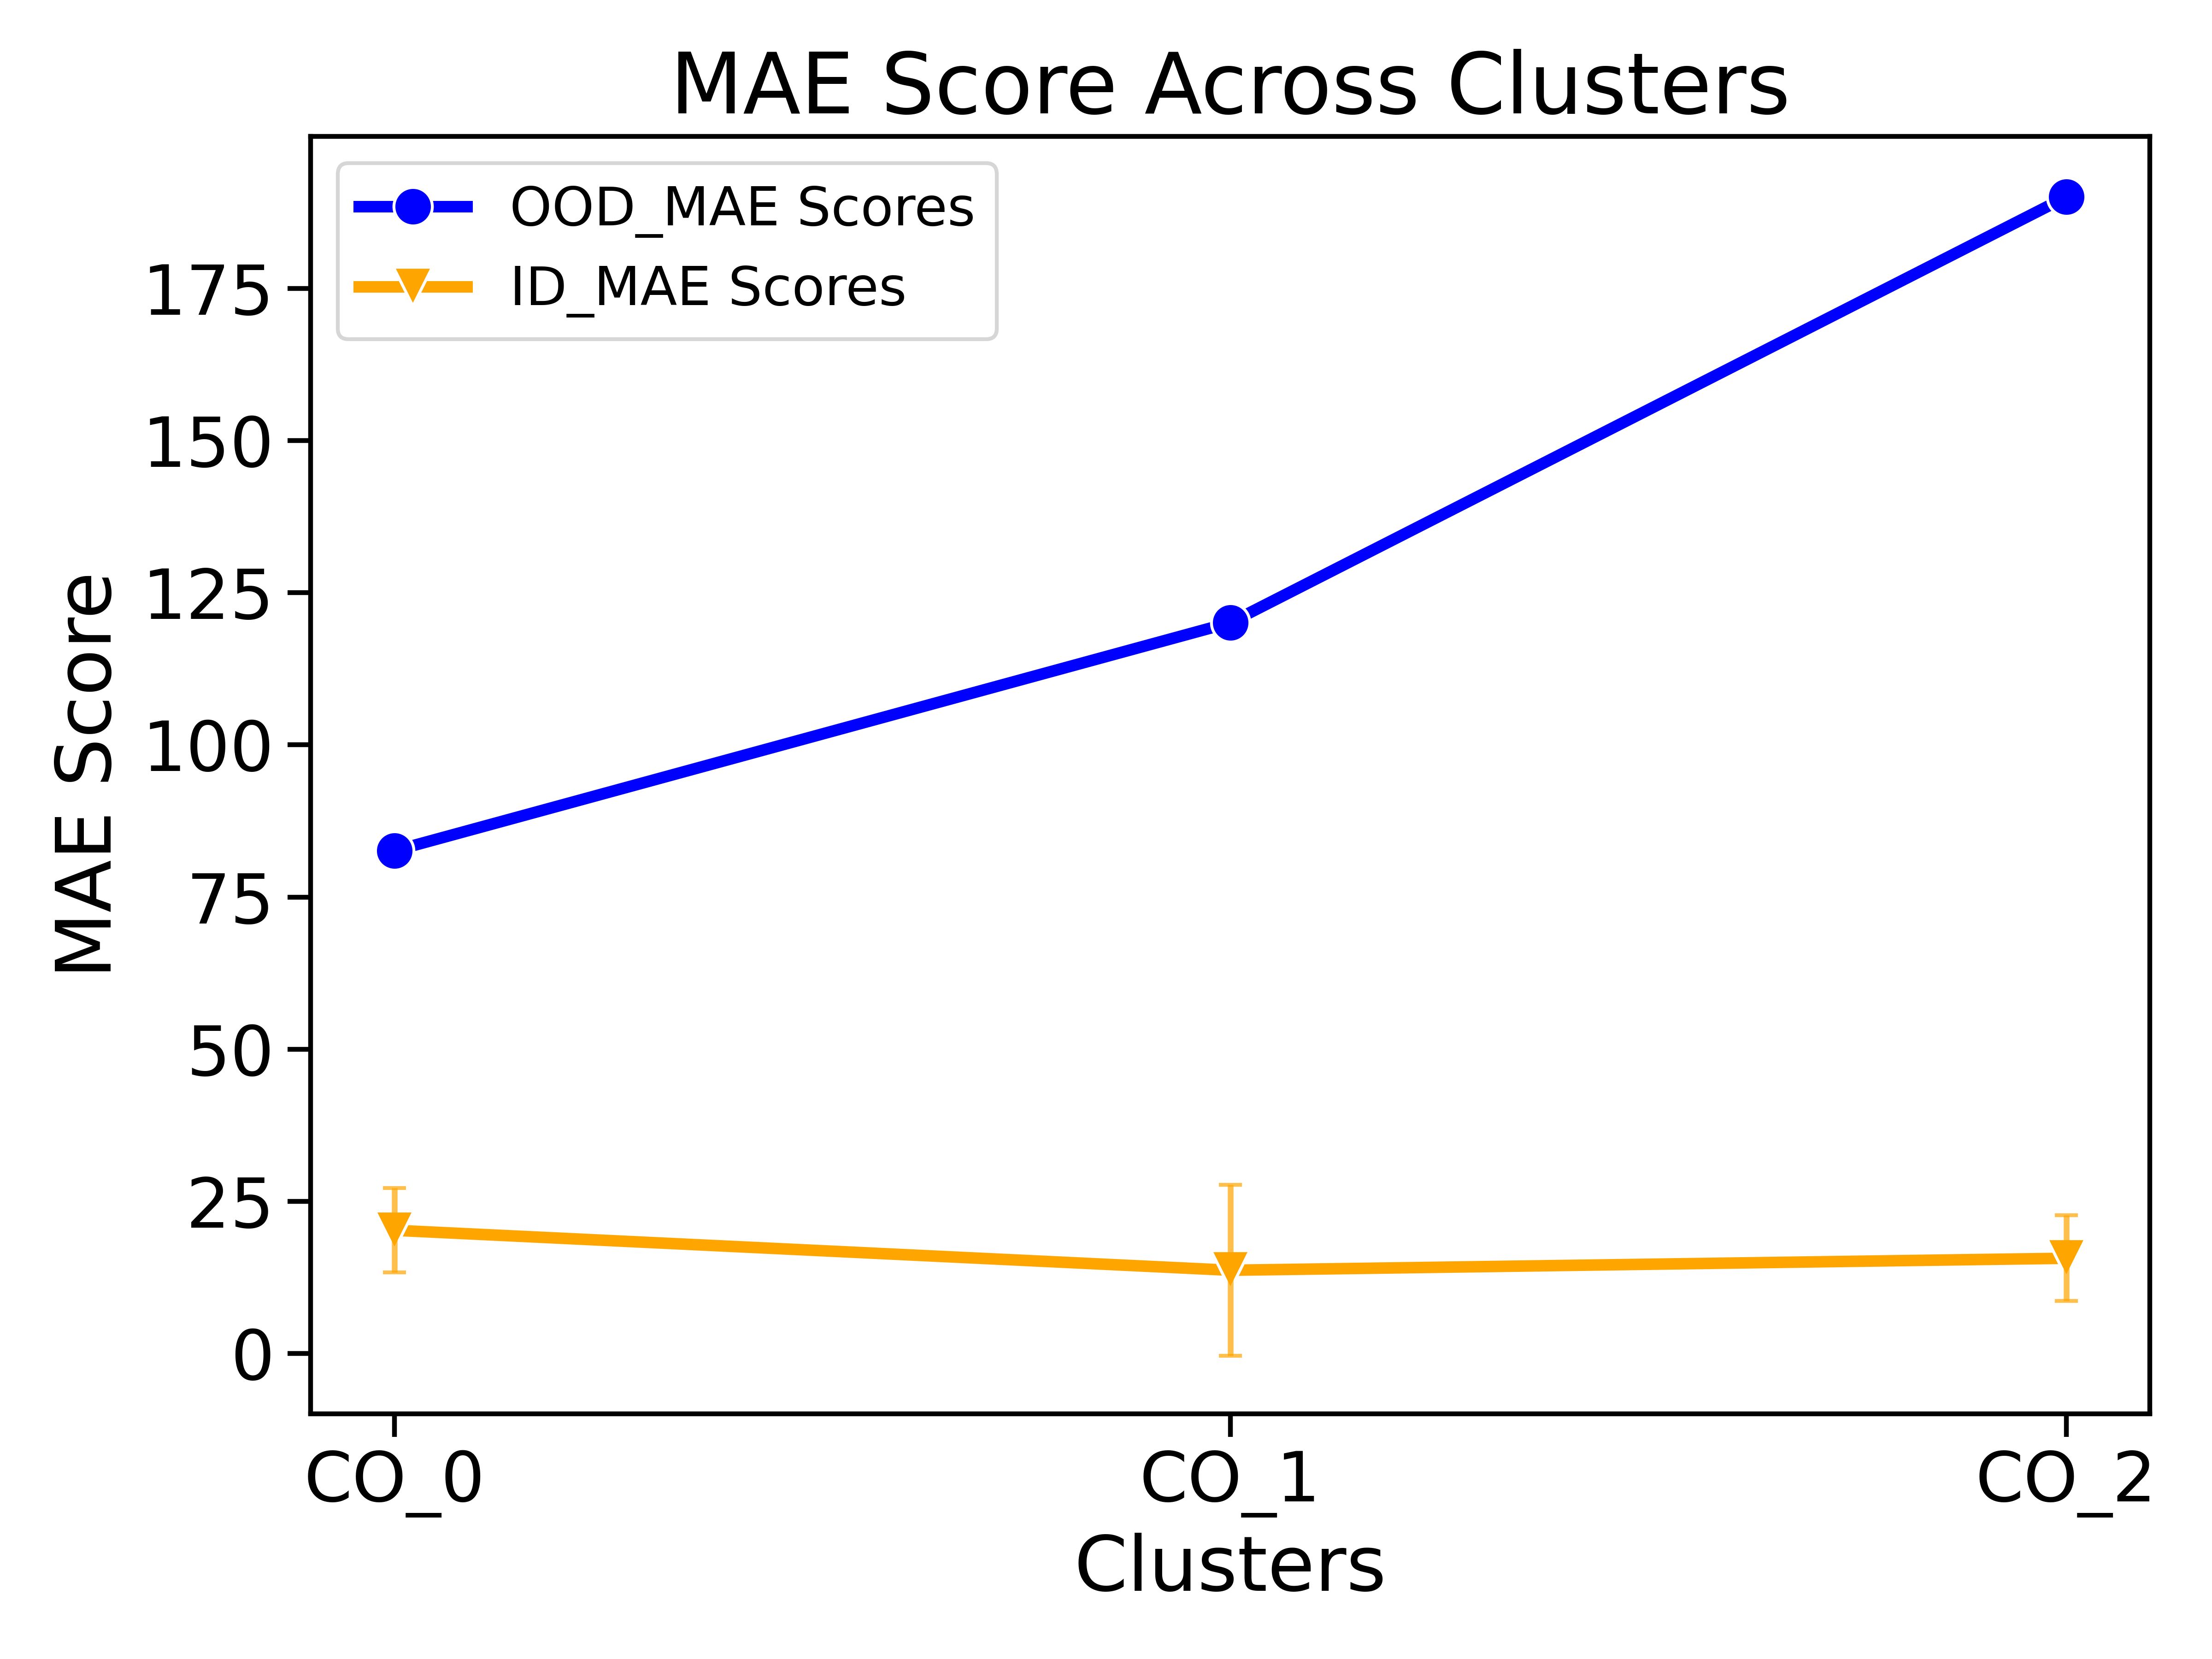 MAE Score Across Clusters
OOD_MAE Scores
ID_MAE Scores
MAE Score
175
150
125
100
75
50
25
0
CO_0
CO_1
CO_2
Clusters